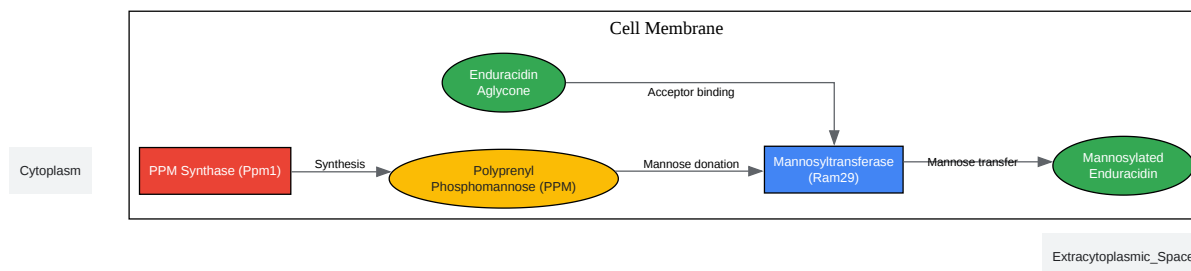 Cell Membrane
Enduracidin
Aglycone
Acceptor binding
Cytoplasm
PPM Synthase (Ppm1)
Synthesis
Polyprenyl
Phosphomannose (PPM)
Mannose donation
Mannosyltransferase
(Ram29)
Mannose transfer
Mannosylated
Enduracidin
Extracytoplasmic_Space